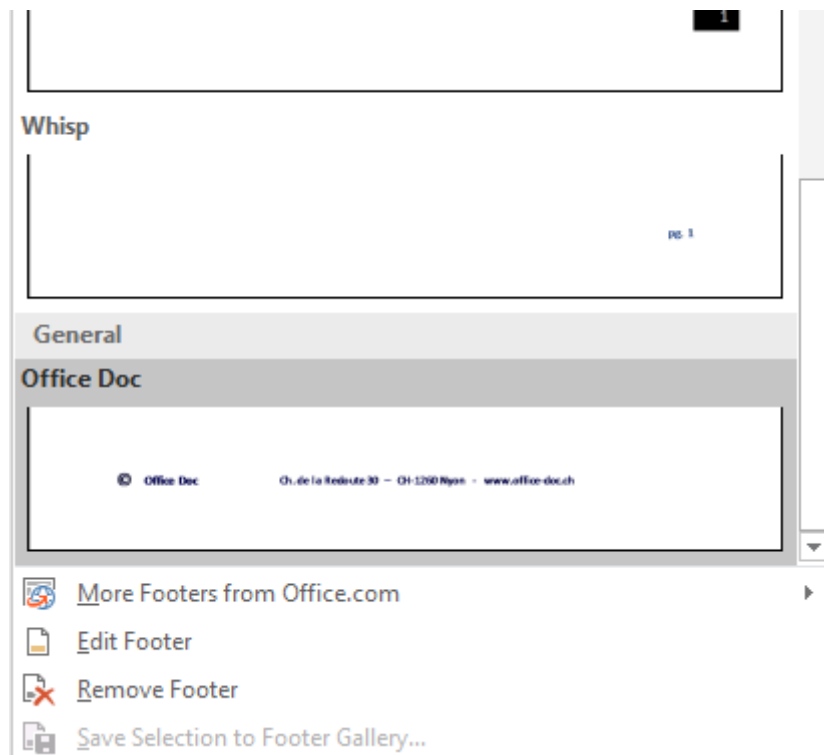 1
Whisp
pg. 1
General
Office Doc
© Office Doc Ch. de la Redoute 30 – CH-1260 Nyon - www.office-doc.ch
More Footers from Office.com
Edit Footer
Remove Footer
Save Selection to Footer Gallery...